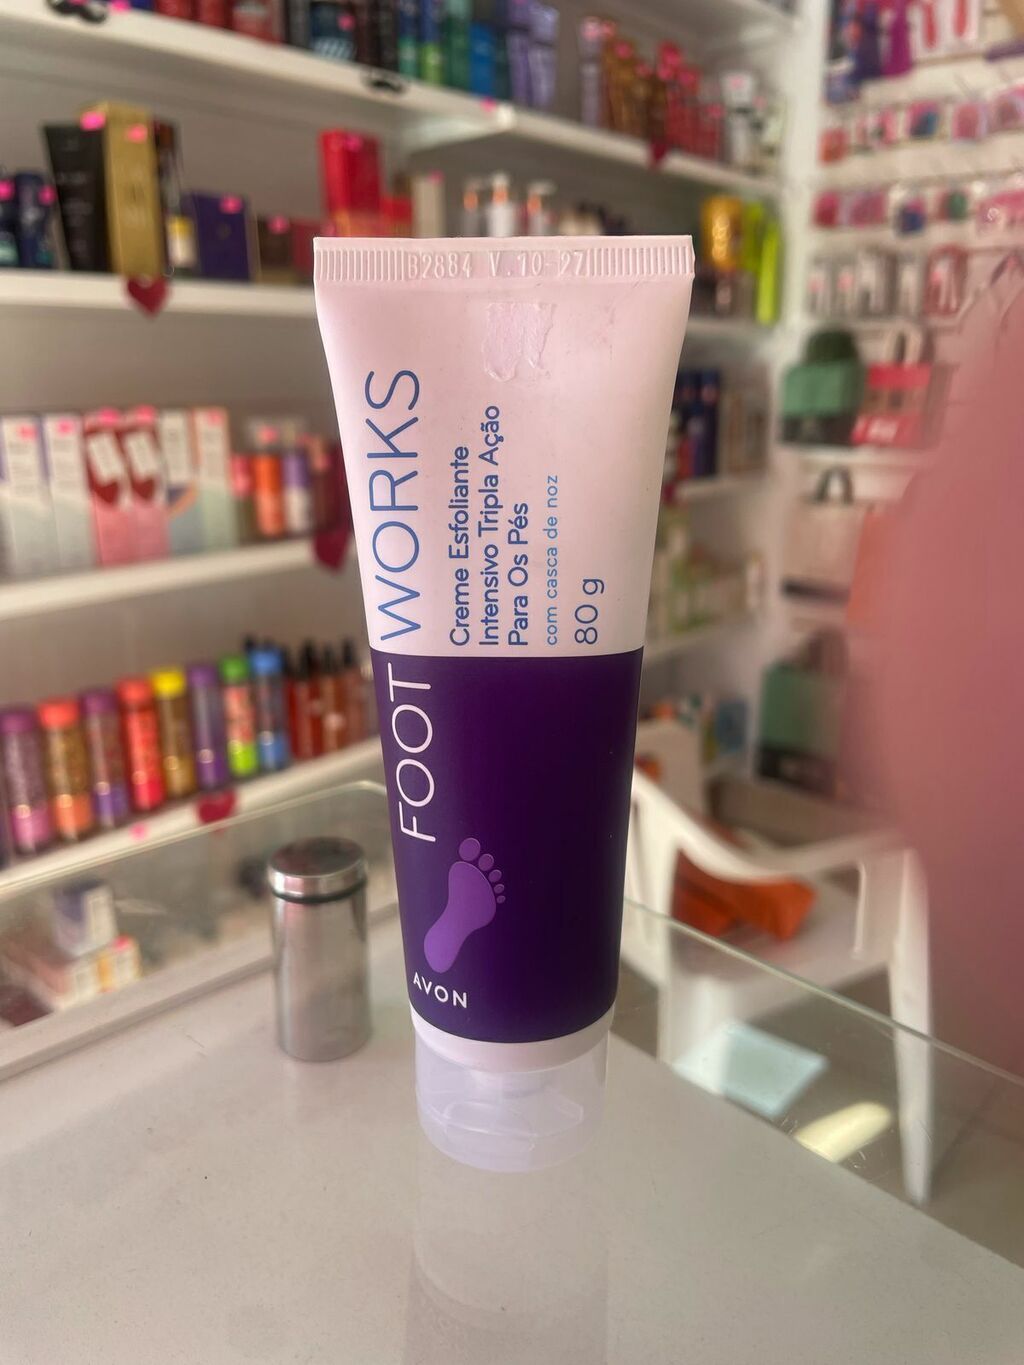 B2884 V.10-27
FOOT WORKS
Creme Esfoliante
Intensivo Tripla Ação
Para Os Pés
com casca de noz
80 g
AVON